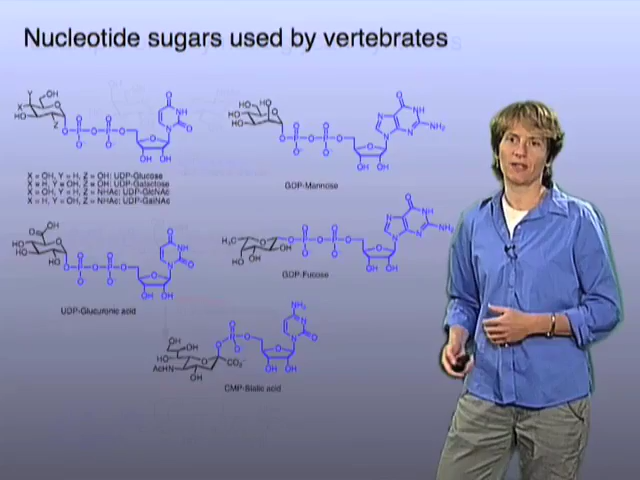 Nucleotide sugars used by vertebrates
X = OH, Y = H, Z = OH: UDP-Glucose
X = H, Y = OH, Z = OH: UDP-Galactose
X = OH, Y = H, Z = NHAc: UDP-GlcNAc
X = H, Y = OH, Z = NHAc: UDP-GalNAc
GDP-Mannose
UDP-Glucuronic acid
GDP-Fucose
CMP-Sialic acid